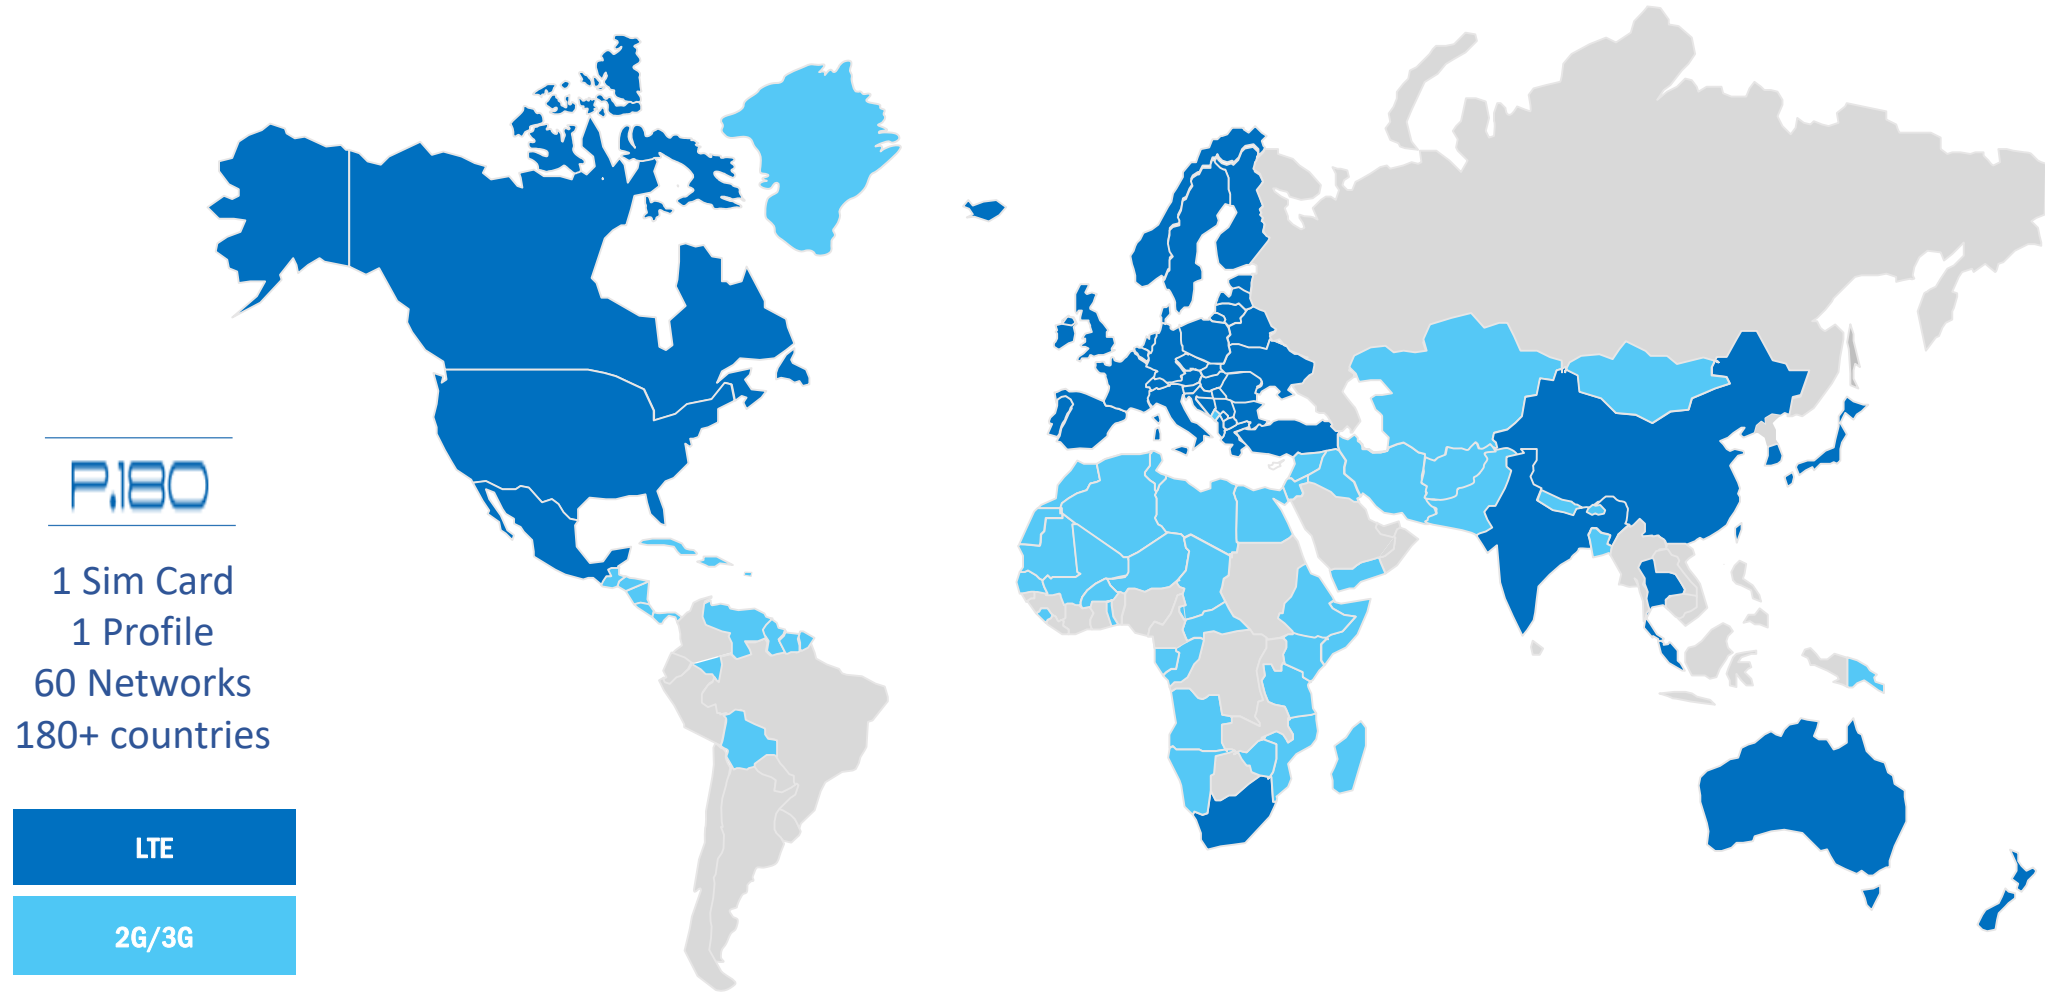 P.180
1 Sim Card
1 Profile
60 Networks
180+ countries
LTE
2G/3G